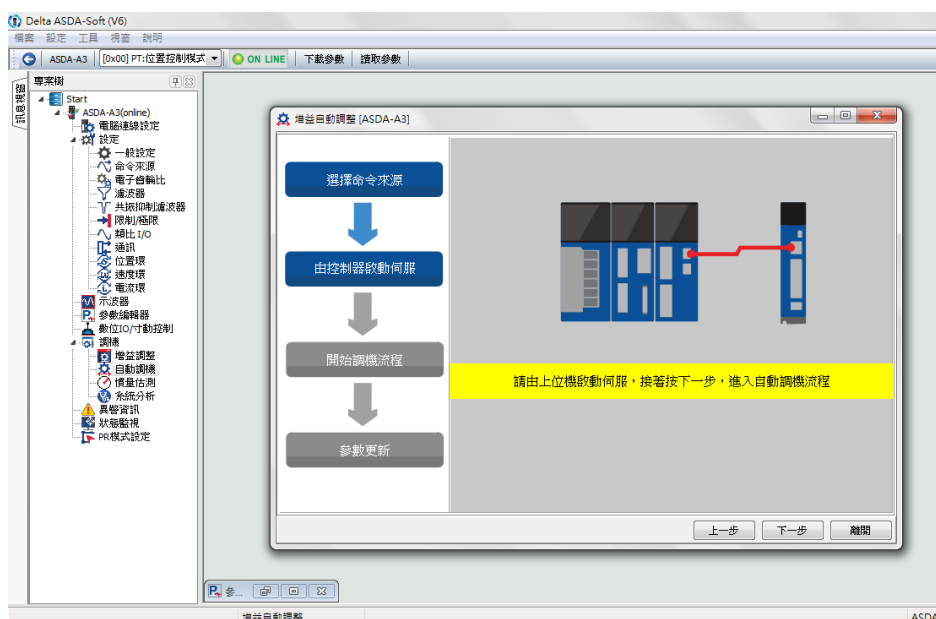 Delta ASDA-Soft (V6)
檔案 設定 工具 視窗 說明
ASDA-A3 [0x00] PT:位置控制模式 ON LINE 下載參數 讀取參數
專案樹
Start
ASDA-A3(online)
電腦連線設定
設定
一般設定
命令來源
電子齒輪比
濾波器
共振抑制濾波器
限制/極限
類比 I/O
通訊
位置環
速度環
電流環
示波器
參數編輯器
數位IO/寸動控制
調機
增益調整
自動調機
慣量估測
系統分析
異警資訊
狀態監視
PR模式設定
訊息視窗
增益自動調整 [ASDA-A3]
選擇命令來源
由控制器啟動伺服
開始調機流程
參數更新
請由上位機啟動伺服，接著按下一步，進入自動調機流程
上一步 下一步 離開
參...
增益自動調整
ASDA